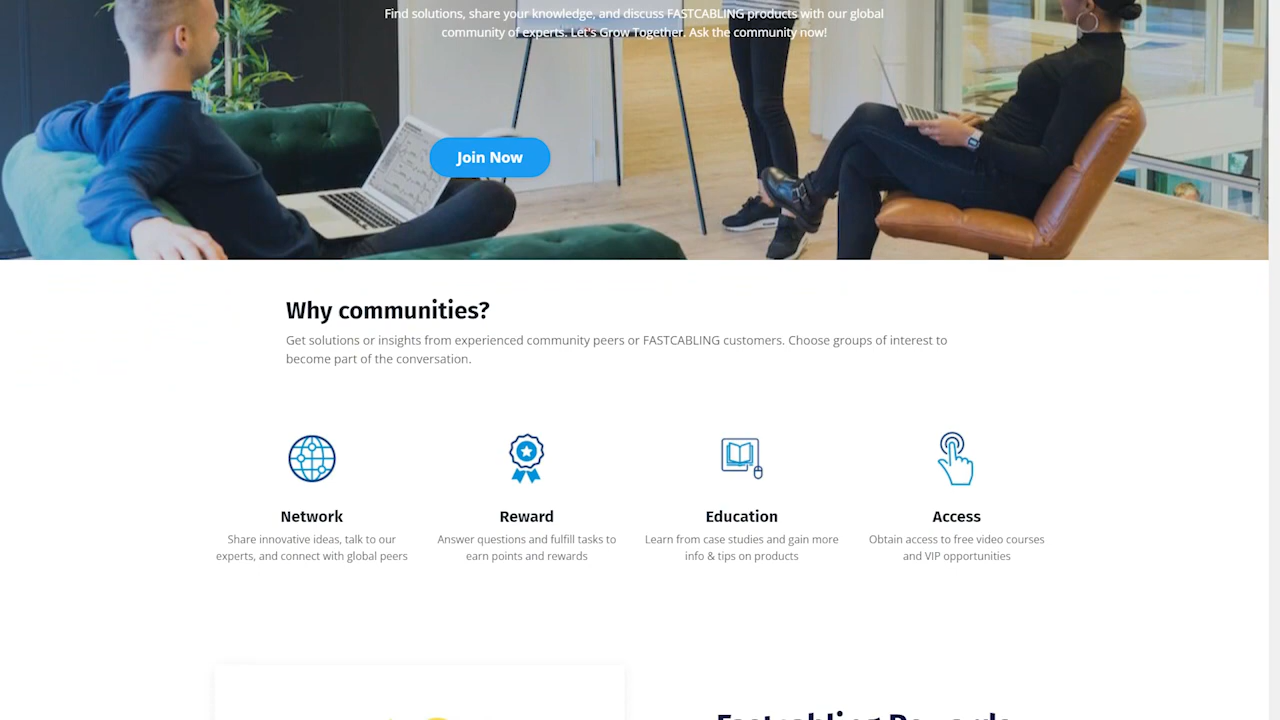 Find solutions, share your knowledge, and discuss FASTCABLING products with our global
community of experts. Let's Grow Together. Ask the community now!
Join Now
Why communities?
Get solutions or insights from experienced community peers or FASTCABLING customers. Choose groups of interest to
become part of the conversation.
Network
Share innovative ideas, talk to our
experts, and connect with global peers
Reward
Answer questions and fulfill tasks to
earn points and rewards
Education
Learn from case studies and gain more
info & tips on products
Access
Obtain access to free video courses
and VIP opportunities
Fastcabling Rewards